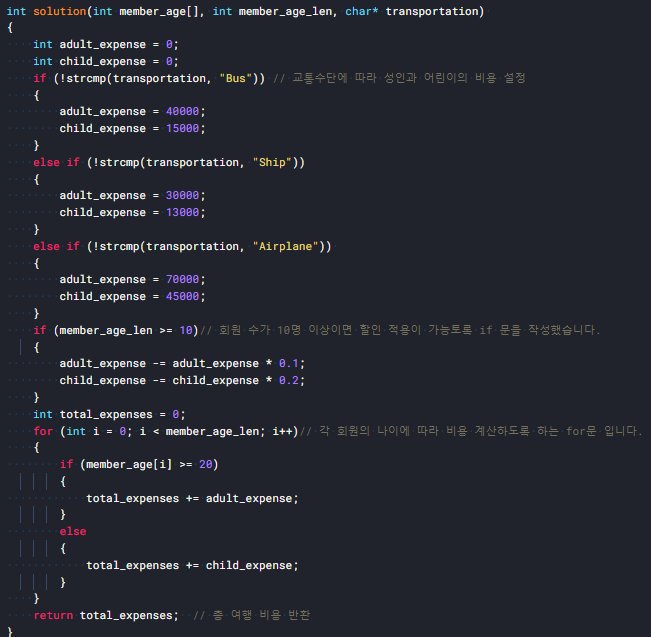 int solution(int member_age[], int member_age_len, char* transportation)
{
    int adult_expense = 0;
    int child_expense = 0;
    if (!strcmp(transportation, "Bus")) // 교통수단에 따라 성인과 어린이의 비용 설정
    {
        adult_expense = 40000;
        child_expense = 15000;
    }
    else if (!strcmp(transportation, "Ship"))
    {
        adult_expense = 30000;
        child_expense = 13000;
    }
    else if (!strcmp(transportation, "Airplane"))
    {
        adult_expense = 70000;
        child_expense = 45000;
    }
    if (member_age_len >= 10)// 회원 수가 10명 이상이면 할인 적용이 가능토록 if 문을 작성했습니다.
    {
        adult_expense -= adult_expense * 0.1;
        child_expense -= child_expense * 0.2;
    }
    int total_expenses = 0;
    for (int i = 0; i < member_age_len; i++)// 각 회원의 나이에 따라 비용 계산하도록 하는 for문 입니다.
    {
        if (member_age[i] >= 20)
        {
            total_expenses += adult_expense;
        }
        else
        {
            total_expenses += child_expense;
        }
    }
    return total_expenses;  // 총 여행 비용 반환
}